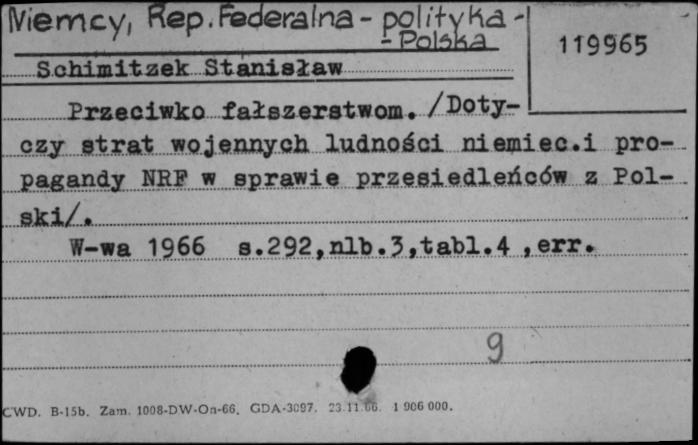 Niemcy, Rep. Federalna - polityka -
- Polska
119965
Schimitzek Stanisław
Przeciwko fałszerstwom. /Doty-
czy strat wojennych ludności niemiec.i pro-
pagandy NRF w sprawie przesiedleńców z Pol-
ski/.
W-wa 1966 s.292,nlb.3,tabl.4 ,err.
9
CWD. B-15b. Zam. 1008-DW-On-66. GDA-3097. 23.11.66. 1 906 000.